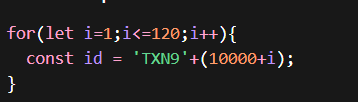 for(let i=1;i<=120;i++){
  const id = 'TXN9'+(10000+i);
}